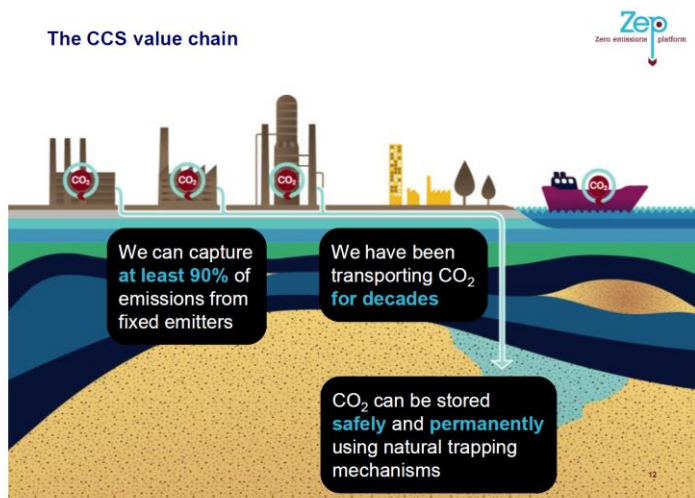 The CCS value chain
Zep
Zero emissions platform
CO₂
CO₂
CO₂
CO₂
We can capture
at least 90% of
emissions from
fixed emitters
We have been
transporting CO₂
for decades
CO₂ can be stored
safely and permanently
using natural trapping
mechanisms
12